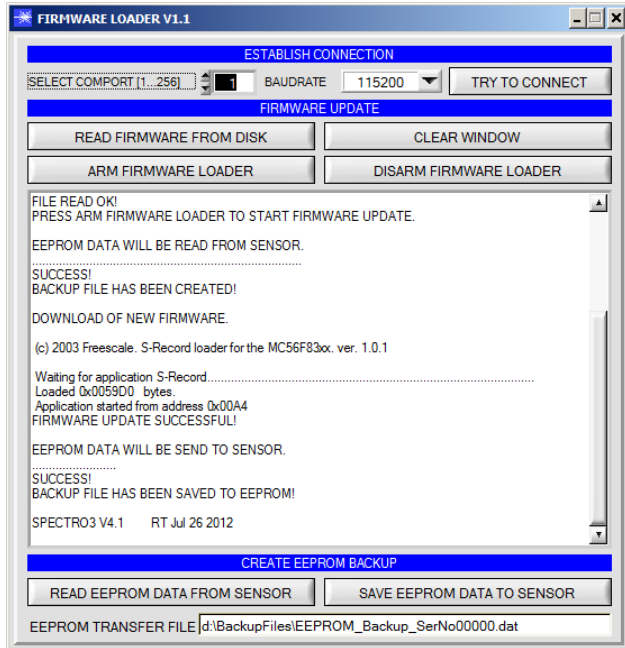 FIRMWARE LOADER V1.1
ESTABLISH CONNECTION
SELECT COMPORT [1...256] 1 BAUDRATE 115200 TRY TO CONNECT
FIRMWARE UPDATE
READ FIRMWARE FROM DISK CLEAR WINDOW
ARM FIRMWARE LOADER DISARM FIRMWARE LOADER
FILE READ OK!
PRESS ARM FIRMWARE LOADER TO START FIRMWARE UPDATE.
EEPROM DATA WILL BE READ FROM SENSOR.
................................................................................
SUCCESS!
BACKUP FILE HAS BEEN CREATED!
DOWNLOAD OF NEW FIRMWARE.
(c) 2003 Freescale. S-Record loader for the MC56F83xx. ver. 1.0.1
Waiting for application S-Record..................................................................................................
Loaded 0x0059D0 bytes.
Application started from address 0x00A4
FIRMWARE UPDATE SUCCESSFUL!
EEPROM DATA WILL BE SEND TO SENSOR.
.........................
SUCCESS!
BACKUP FILE HAS BEEN SAVED TO EEPROM!
SPECTRO3 V4.1 RT Jul 26 2012
CREATE EEPROM BACKUP
READ EEPROM DATA FROM SENSOR SAVE EEPROM DATA TO SENSOR
EEPROM TRANSFER FILE d:\BackupFiles\EEPROM_Backup_SerNo00000.dat